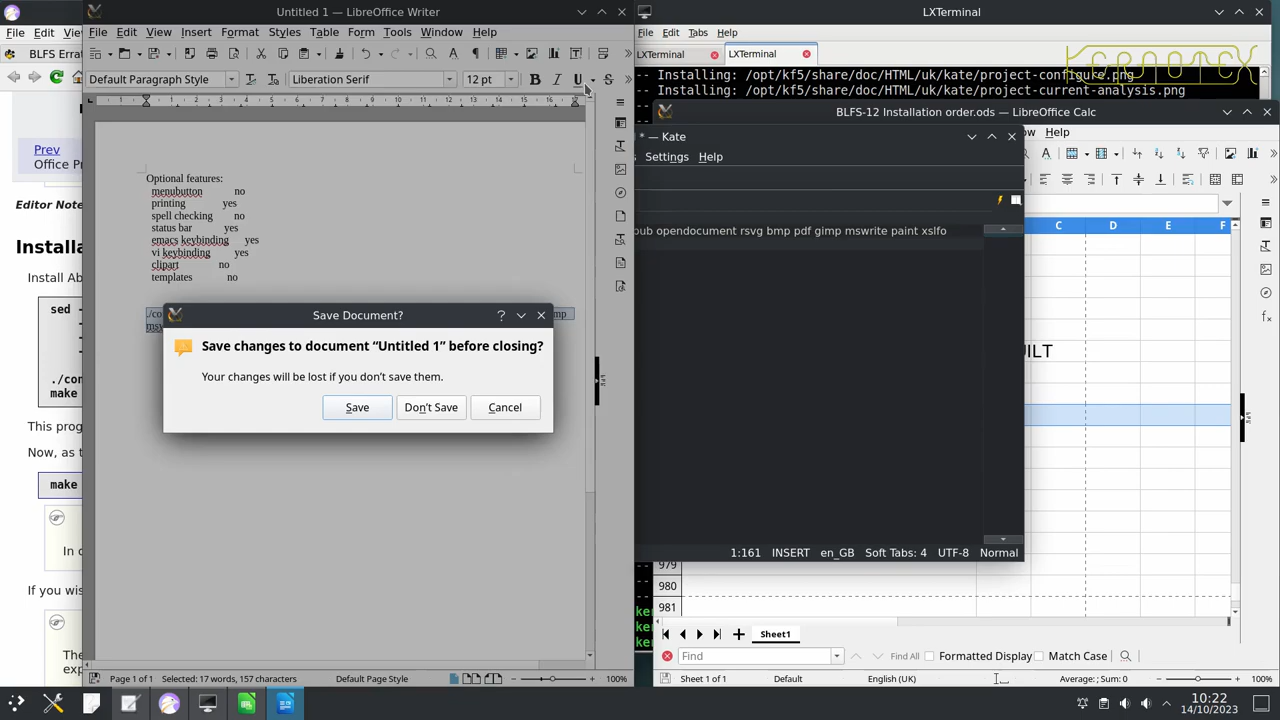 Untitled 1 — LibreOffice Writer
LXTerminal
File Edit
File Edit View Insert Format Styles Table Form Tools Window Help
File Edit Tabs Help
BLFS Errat
LXTerminal LXTerminal
KERNOTEX
Default Paragraph Style
Liberation Serif
12 pt
-- Installing: /opt/kf5/share/doc/HTML/uk/kate/project-configure.png
-- Installing: /opt/kf5/share/doc/HTML/uk/kate/project-current-analysis.png
BLFS-12 Installation order.ods — LibreOffice Calc
* — Kate
Help
Settings Help
Prev
Office Pr
Optional features:
menubutton no
printing yes
spell checking no
status bar yes
emacs keybinding yes
vi keybinding yes
clipart no
templates no
opendocument rsvg bmp pdf gimp mswrite paint xslfo
C D E F
Editor Note
Installa
Install Ab
sed -
./con
make
This prog
Now, as t
make
In c
If you wis
The
exp
Save Document?
Save changes to document “Untitled 1” before closing?
Your changes will be lost if you don’t save them.
Save Don’t Save Cancel
1:161 INSERT en_GB Soft Tabs: 4 UTF-8 Normal
979
980
981
Sheet1
Find
Find All Formatted Display Match Case
Page 1 of 1 Selected: 17 words, 157 characters Default Page Style 100%
Sheet 1 of 1 Default English (UK) Average: ; Sum: 0 100%
10:22
14/10/2023